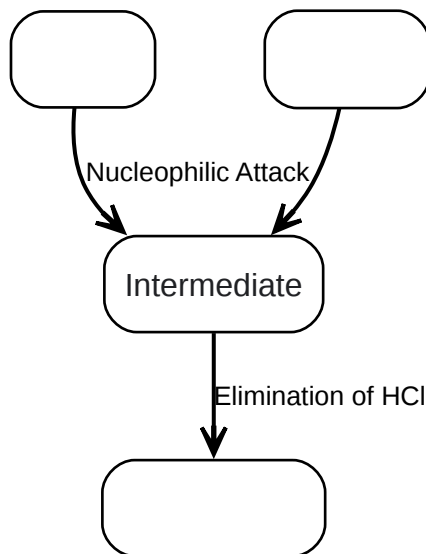 Nucleophilic Attack
Intermediate
Elimination of HCl